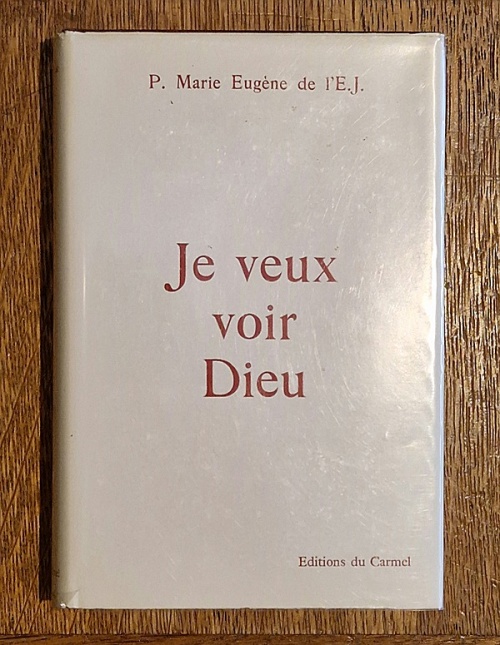 P. Marie Eugène de l'E.J.
Je veux
voir
Dieu
Editions du Carmel